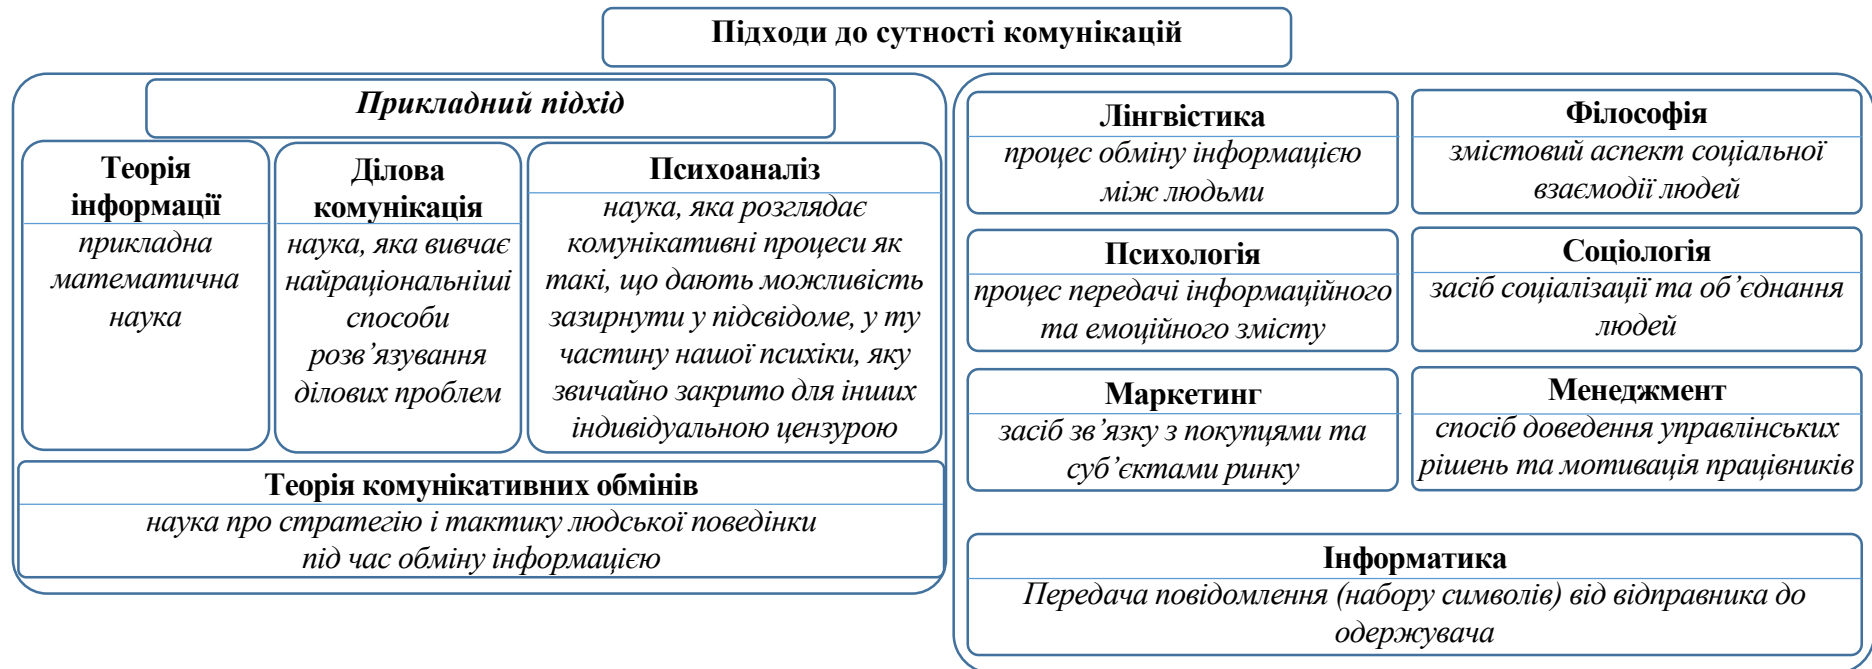 Підходи до сутності комунікацій
Прикладний підхід
Теорія
інформації
прикладна
математична
наука
Ділова
комунікація
наука, яка вивчає
найраціональніші
способи
розв’язування
ділових проблем
Психоаналіз
наука, яка розглядає
комунікативні процеси як
такі, що дають можливість
зазирнути у підсвідоме, у ту
частину нашої психіки, яку
звичайно закрито для інших
індивідуальною цензурою
Теорія комунікативних обмінів
наука про стратегію і тактику людської поведінки
під час обміну інформацією
Лінгвістика
процес обміну інформацією
між людьми
Філософія
змістовий аспект соціальної
взаємодії людей
Психологія
процес передачі інформаційного
та емоційного змісту
Соціологія
засіб соціалізації та об’єднання
людей
Маркетинг
засіб зв’язку з покупцями та
суб’єктами ринку
Менеджмент
спосіб доведення управлінських
рішень та мотивація працівників
Інформатика
Передача повідомлення (набору символів) від відправника до
одержувача